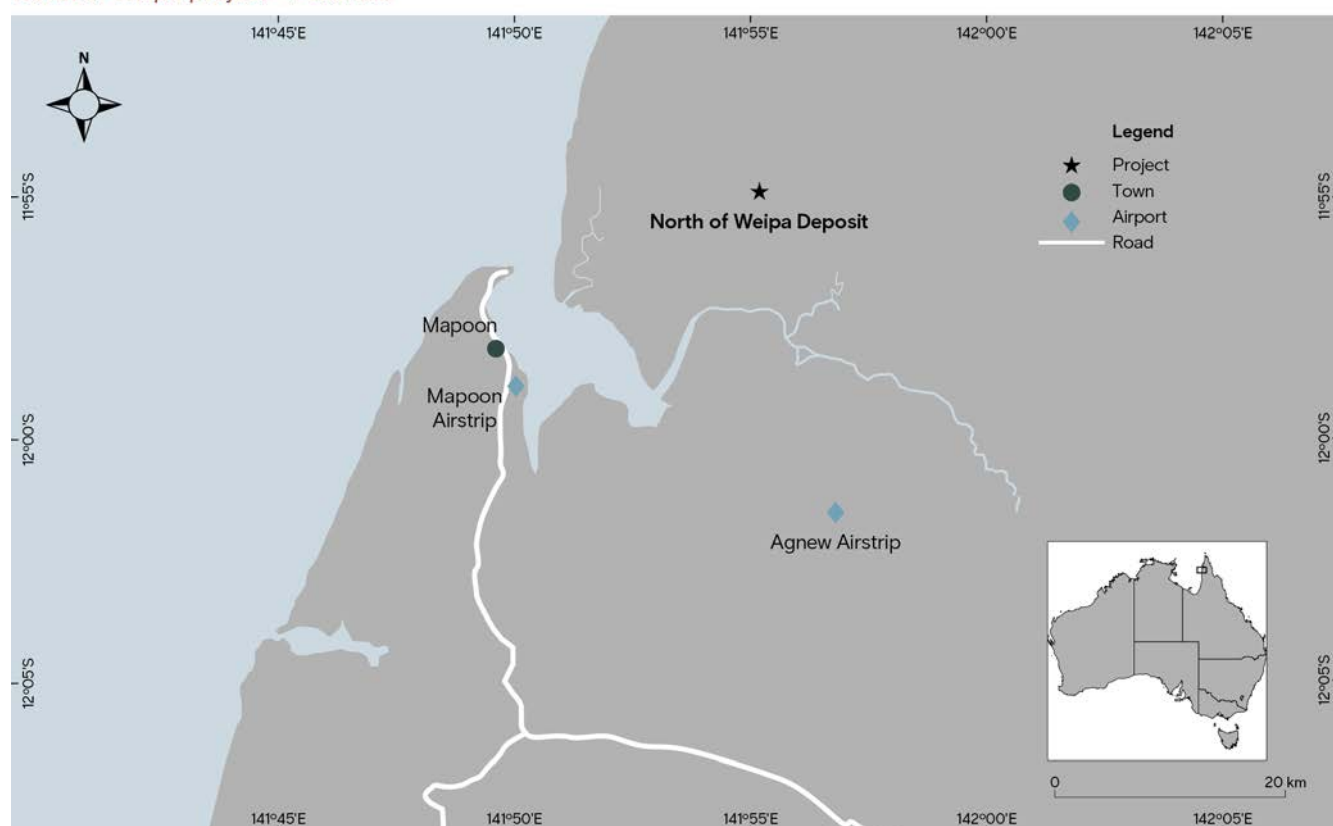 141°45'E
141°50'E
141°55'E
142°00'E
142°05'E
N
Legend
Project
Town
Airport
Road
11°55'S
11°55'S
North of Weipa Deposit
Mapoon
Mapoon
Airstrip
12°00'S
12°00'S
Agnew Airstrip
12°05'S
12°05'S
0
20 km
141°45'E
141°50'E
141°55'E
142°00'E
142°05'E